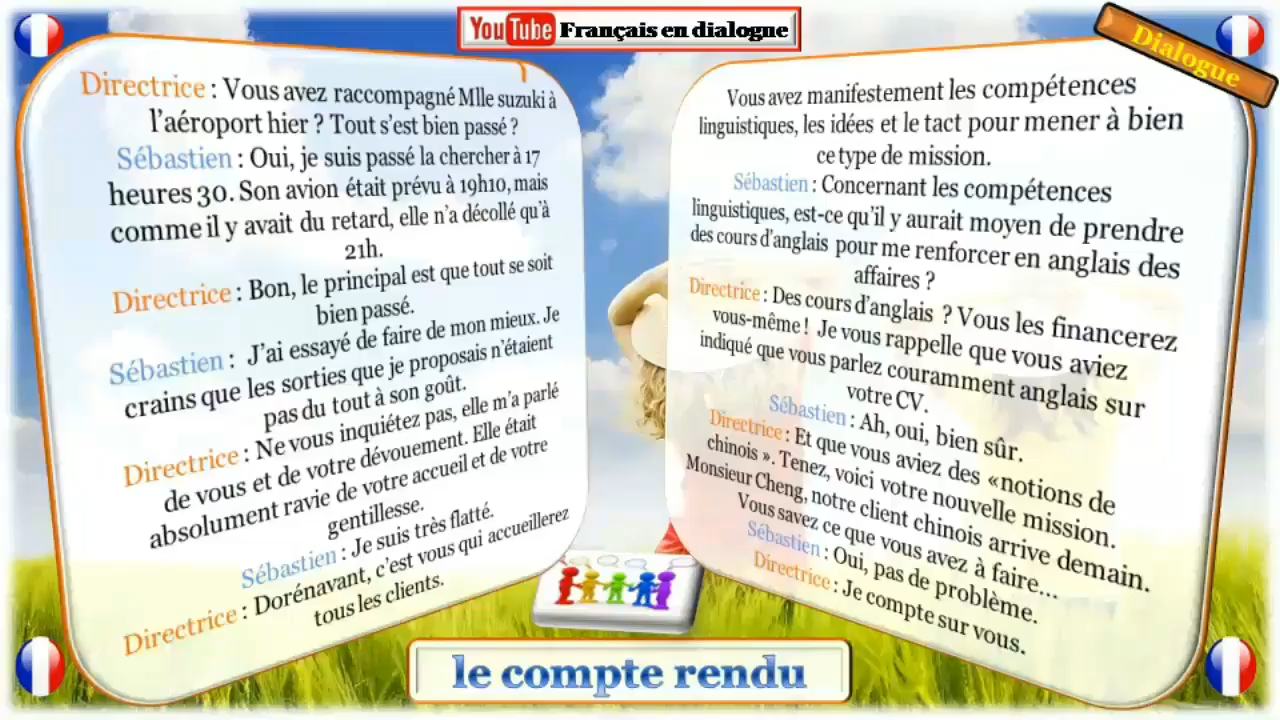 YouTube Français en dialogue
Dialogue
Directrice : Vous avez raccompagné Mlle suzuki à
l'aéroport hier ? Tout s'est bien passé ?
Sébastien : Oui, je suis passé la chercher à 17
heures 30. Son avion était prévu à 19h10, mais
comme il y avait du retard, elle n'a décollé qu'à
21h.
Directrice : Bon, le principal est que tout se soit
bien passé.
Sébastien : J'ai essayé de faire de mon mieux. Je
crains que les sorties que je proposais n'étaient
pas du tout à son goût.
Directrice : Ne vous inquiétez pas, elle m'a parlé
de vous et de votre dévouement. Elle était
absolument ravie de votre accueil et de votre
gentillesse.
Sébastien : Je suis très flatté.
Directrice : Dorénavant, c'est vous qui accueillerez
tous les clients.
Vous avez manifestement les compétences
linguistiques, les idées et le tact pour mener à bien
ce type de mission.
Sébastien : Concernant les compétences
linguistiques, est-ce qu'il y aurait moyen de prendre
des cours d'anglais pour me renforcer en anglais des
affaires ?
Directrice : Des cours d'anglais ? Vous les financerez
vous-même ! Je vous rappelle que vous aviez
indiqué que vous parlez couramment anglais sur
votre CV.
Sébastien : Ah, oui, bien sûr.
Directrice : Et que vous aviez des «notions de
chinois ». Tenez, voici votre nouvelle mission.
Monsieur Cheng, notre client chinois arrive demain.
Vous savez ce que vous avez à faire...
Sébastien : Oui, pas de problème.
Directrice : Je compte sur vous.
le compte rendu